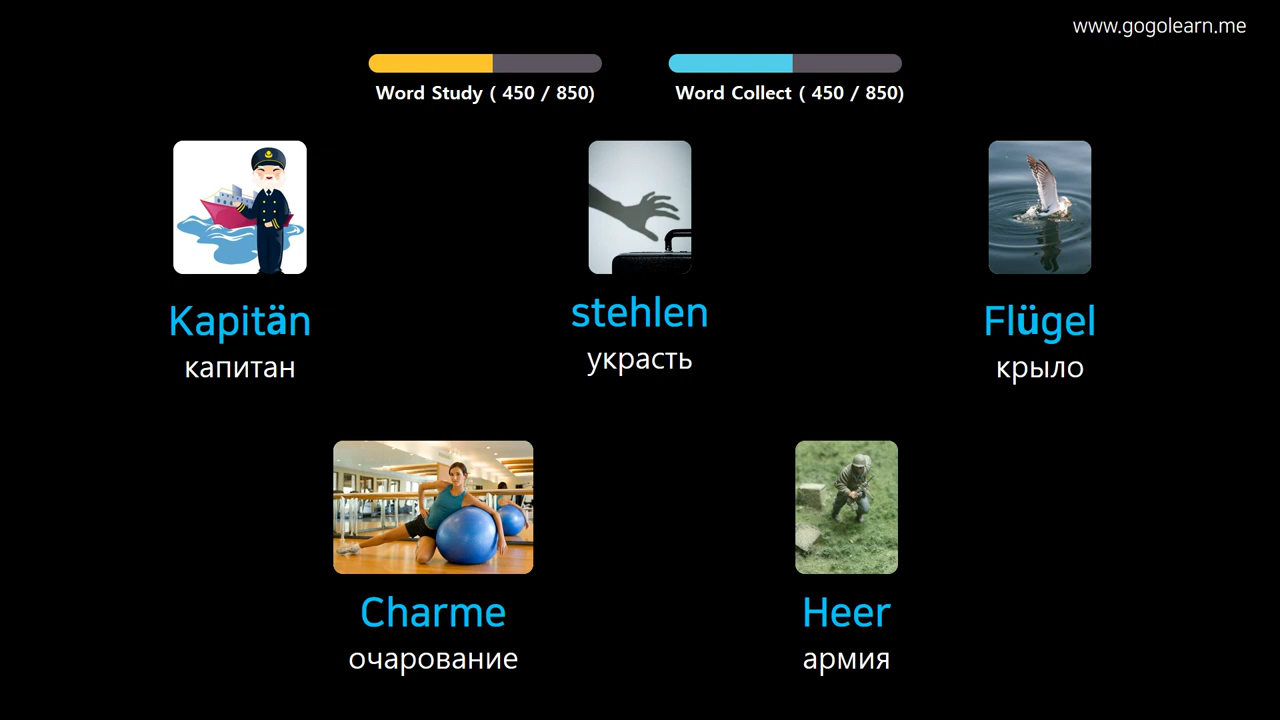 www.gogolearn.me
Word Study ( 450 / 850)
Word Collect ( 450 / 850)
Kapitän
капитан
stehlen
украсть
Flügel
крыло
Charme
очарование
Heer
армия